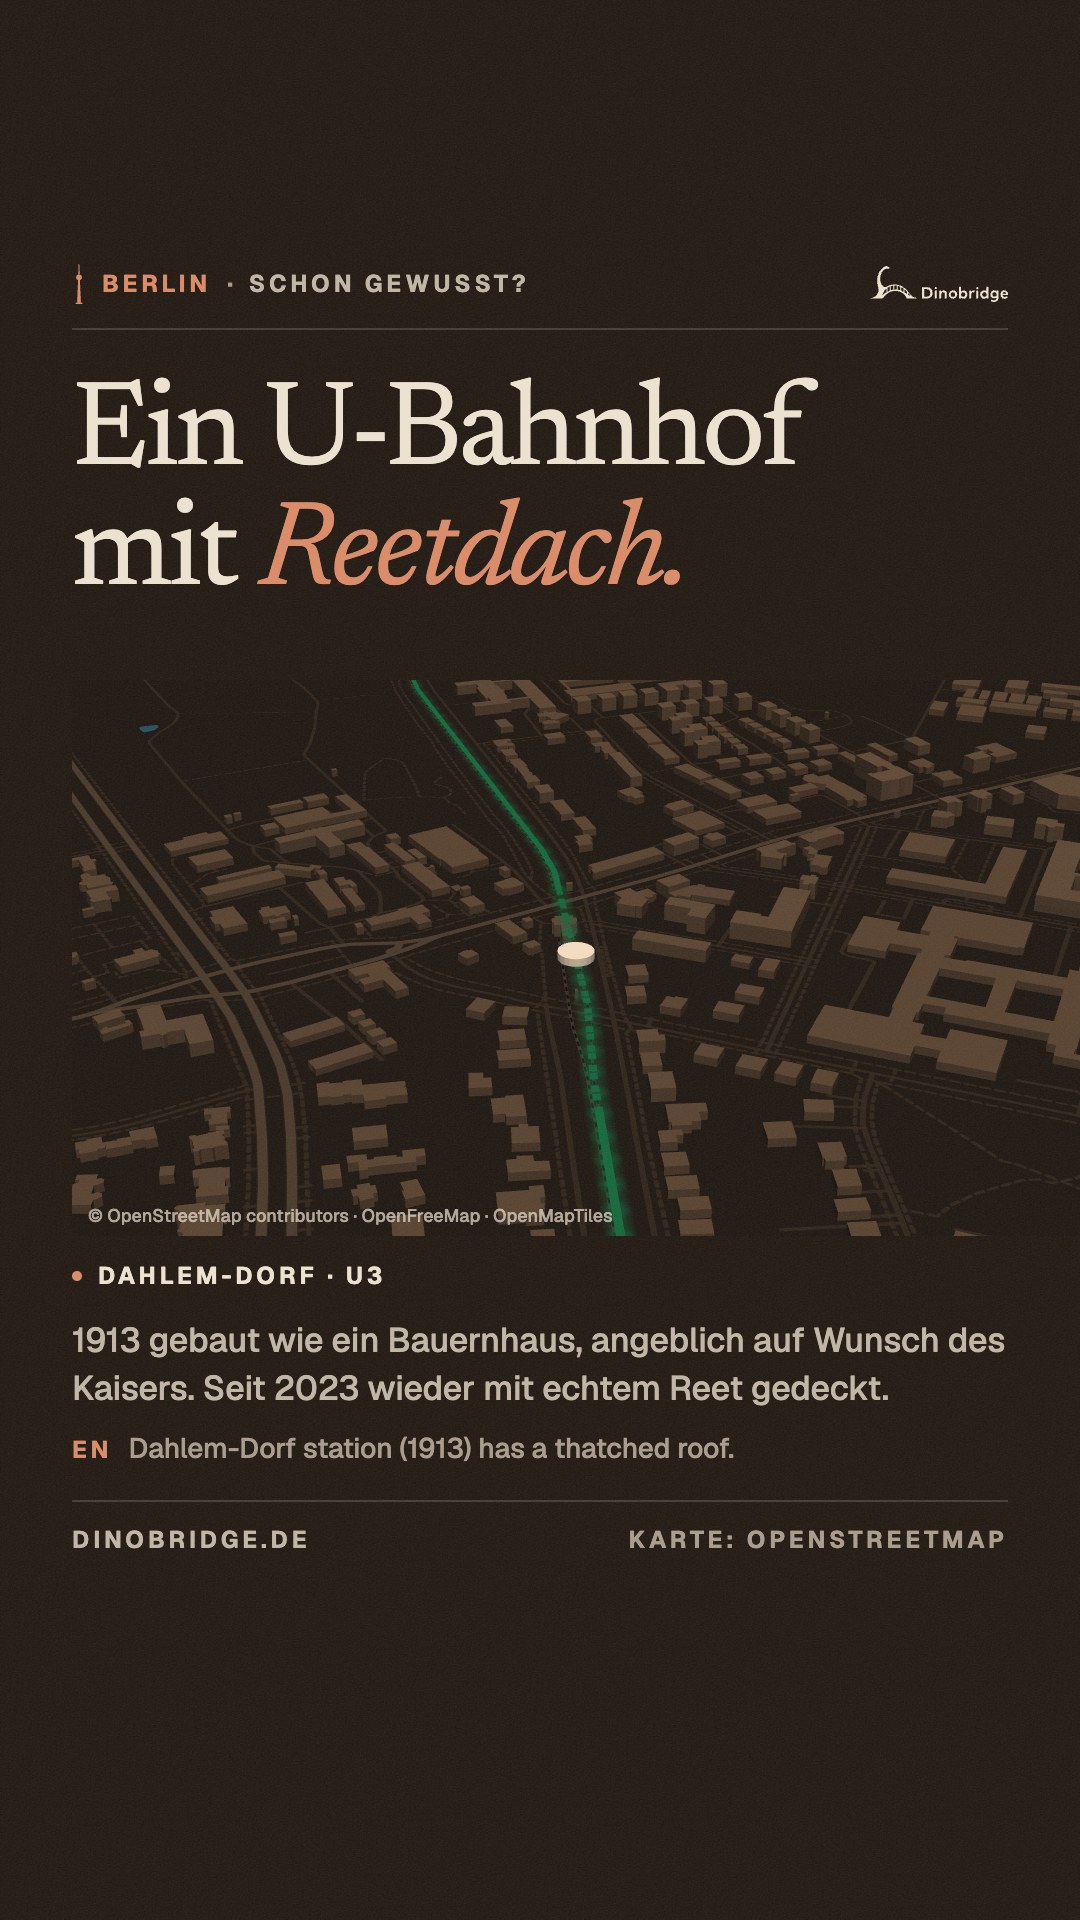 BERLIN · SCHON GEWUSST?
Dinobridge
Ein U-Bahnhof
mit Reetdach.
© OpenStreetMap contributors · OpenFreeMap · OpenMapTiles
DAHLEM-DORF · U3
1913 gebaut wie ein Bauernhaus, angeblich auf Wunsch des
Kaisers. Seit 2023 wieder mit echtem Reet gedeckt.
EN Dahlem-Dorf station (1913) has a thatched roof.
DINOBRIDGE.DE
KARTE: OPENSTREETMAP